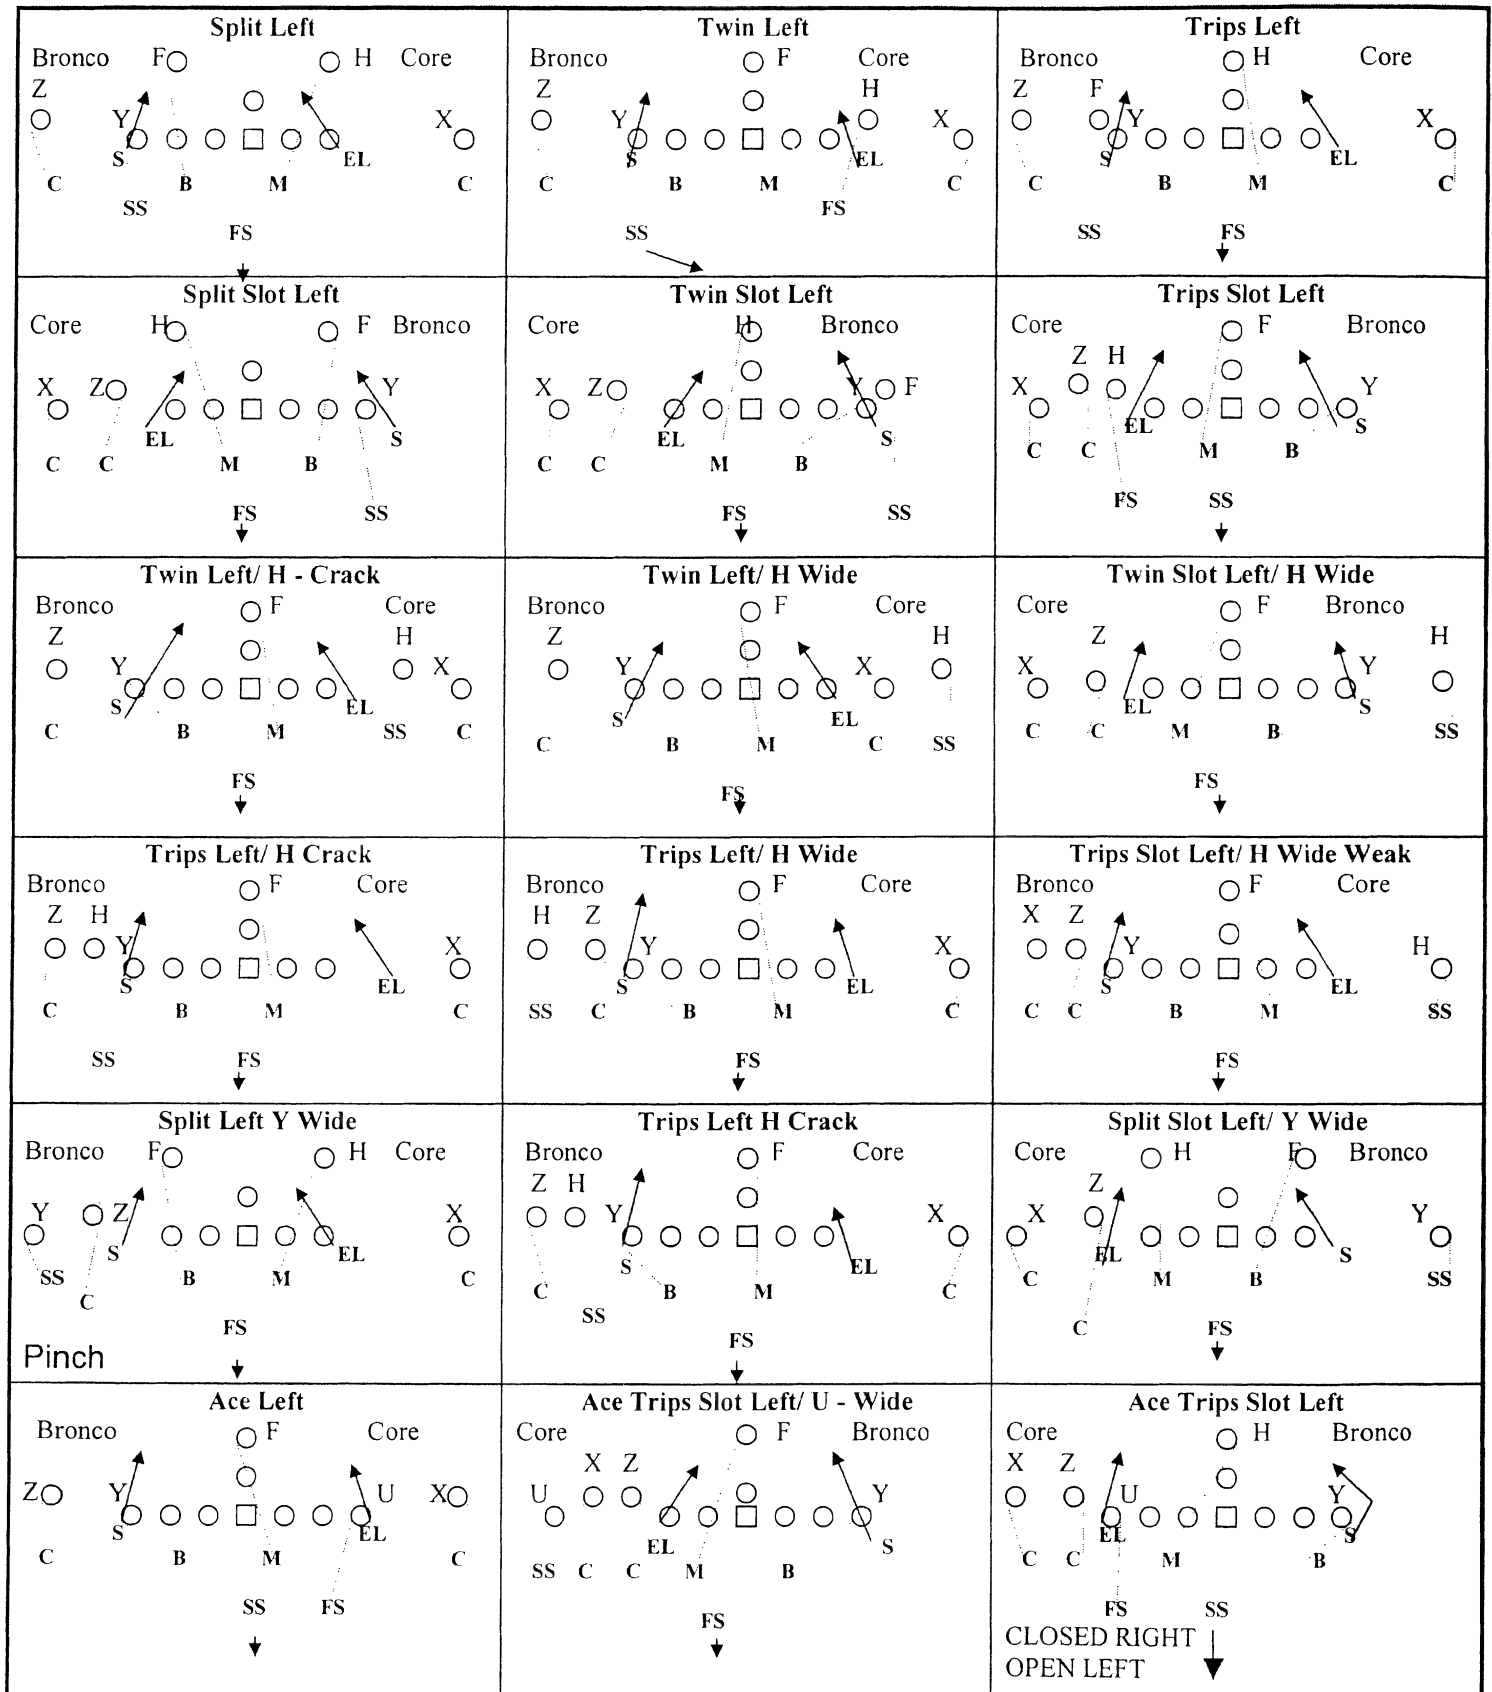 Split Left
Bronco F H Core
Z
Y X
S EL
C B M C
SS
FS
Twin Left
Bronco F Core
Z H
Y X
S EL
C B M C
FS
SS
Trips Left
Bronco H Core
Z F
Y X
S EL
C B M C
SS FS
Split Slot Left
Core H F Bronco
X Z Y
EL S
C C M B
FS SS
Twin Slot Left
Core H Bronco
X Z Y F
EL S
C C M B
FS SS
Trips Slot Left
Core F Bronco
Z H
X Y
EL S
C C M B
FS SS
Twin Left/ H - Crack
Bronco F Core
Z H
Y X
S EL
C B M SS C
FS
Twin Left/ H Wide
Bronco F Core
Z H
Y X
S EL
C B M C SS
FS
Twin Slot Left/ H Wide
Core F Bronco
Z H
X Y
EL S
C C M B SS
FS
Trips Left/ H Crack
Bronco F Core
Z H
Y X
S EL
C B M C
SS FS
Trips Left/ H Wide
Bronco F Core
H Z
Y X
S EL
SS C B M C
FS
Trips Slot Left/ H Wide Weak
Bronco F Core
X Z
Y H
S EL
C C B M SS
FS
Split Left Y Wide
Bronco F H Core
Y Z X
S EL
SS B M C
C
FS
Pinch
Trips Left H Crack
Bronco F Core
Z H
Y X
S EL
C B M C
SS
FS
Split Slot Left/ Y Wide
Core H F Bronco
Z
X Y
EL S
C M B SS
C FS
Ace Left
Bronco F Core
Z Y U X
S EL
C B M C
SS FS
Ace Trips Slot Left/ U - Wide
Core F Bronco
X Z
U Y
EL S
SS C C M B
FS
Ace Trips Slot Left
Core H Bronco
X Z
U Y
EL S
C C M B
FS SS
CLOSED RIGHT
OPEN LEFT